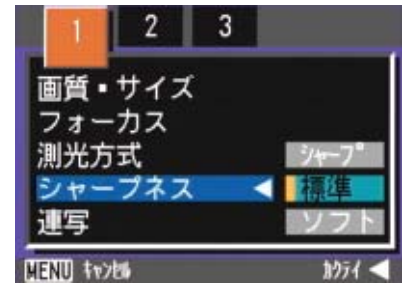 1 2 3
画質・サイズ
フォーカス
測光方式 シャープ
シャープネス ◀ 標準
連写 ソフト
MENU キャンセル カクテイ ◀